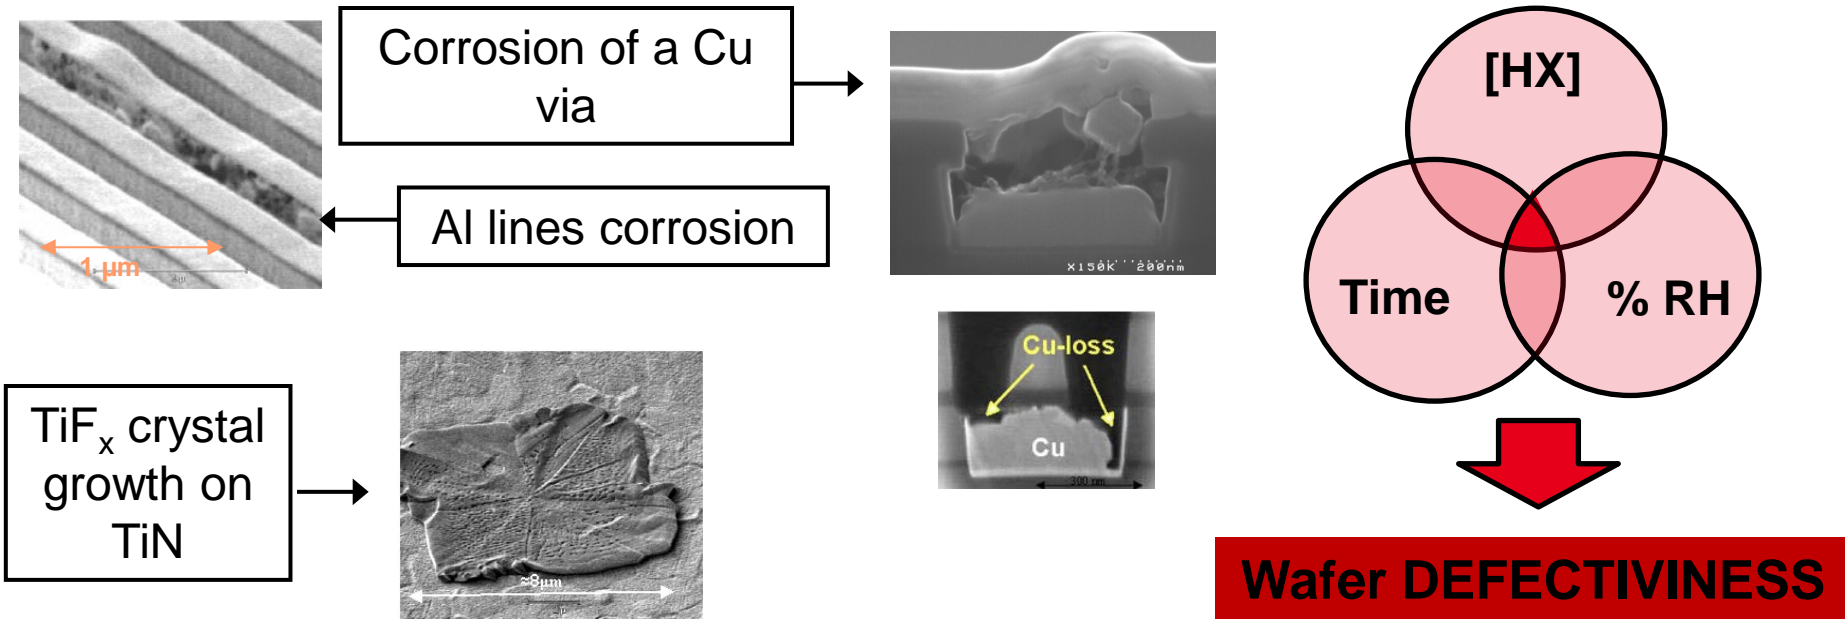 Corrosion of a Cu
via
Al lines corrosion
1 µm
X150K 200nm
Cu-loss
Cu
300 nm
TiFx crystal
growth on
TiN
≈8µm
[HX]
Time
% RH
Wafer DEFECTIVINESS